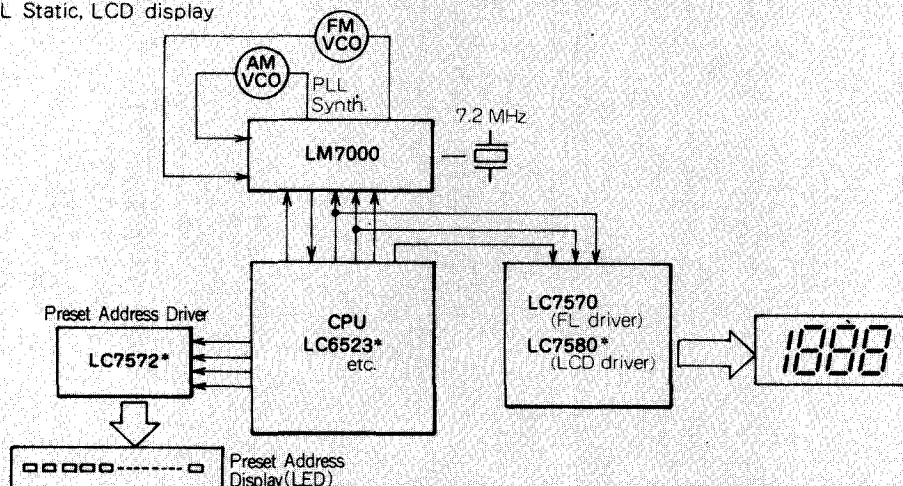 L Static, LCD display
FM
VCO
AM
VCO
PLL
Synth.
7.2 MHz
LM7000
Preset Address Driver
LC7572*
CPU
LC6523*
etc.
LC7570
(FL driver)
LC7580*
(LCD driver)
1888
Preset Address
Display(LED)